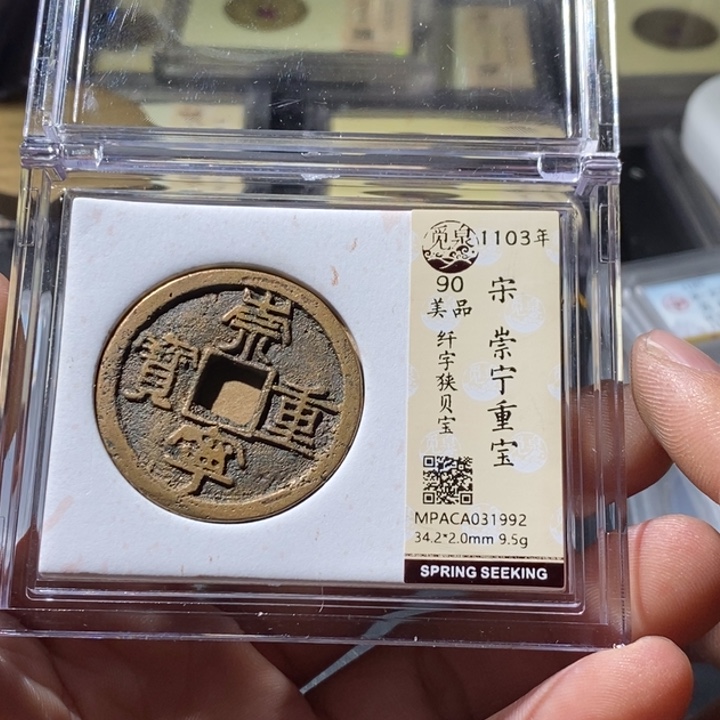 崇
寧
重
寶
觅泉
1103年
90
美品
纤字狭贝宝
宋 崇宁重宝
MPACA031992
34.2*2.0mm 9.5g
SPRING SEEKING